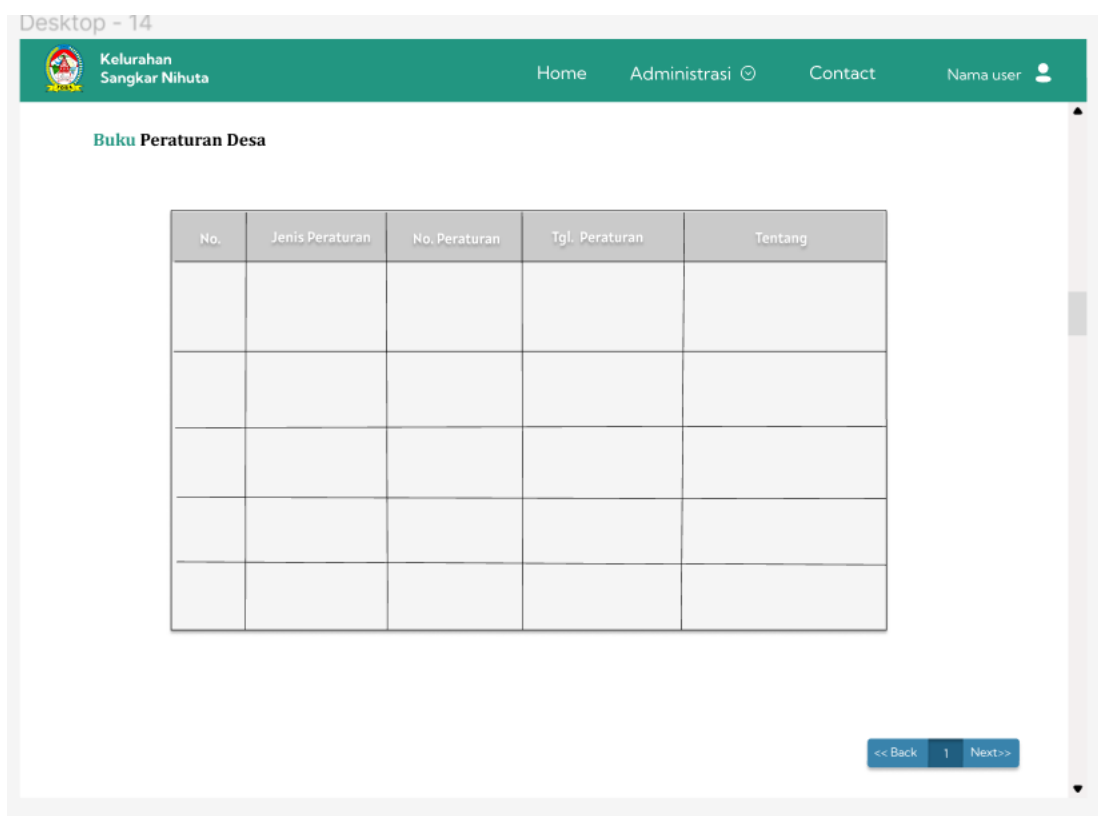 Desktop - 14
Kelurahan
Sangkar Nihuta
Home Administrasi Contact Nama user
Buku Peraturan Desa
No. Jenis Peraturan No. Peraturan Tgl. Peraturan Tentang
<< Back 1 Next>>